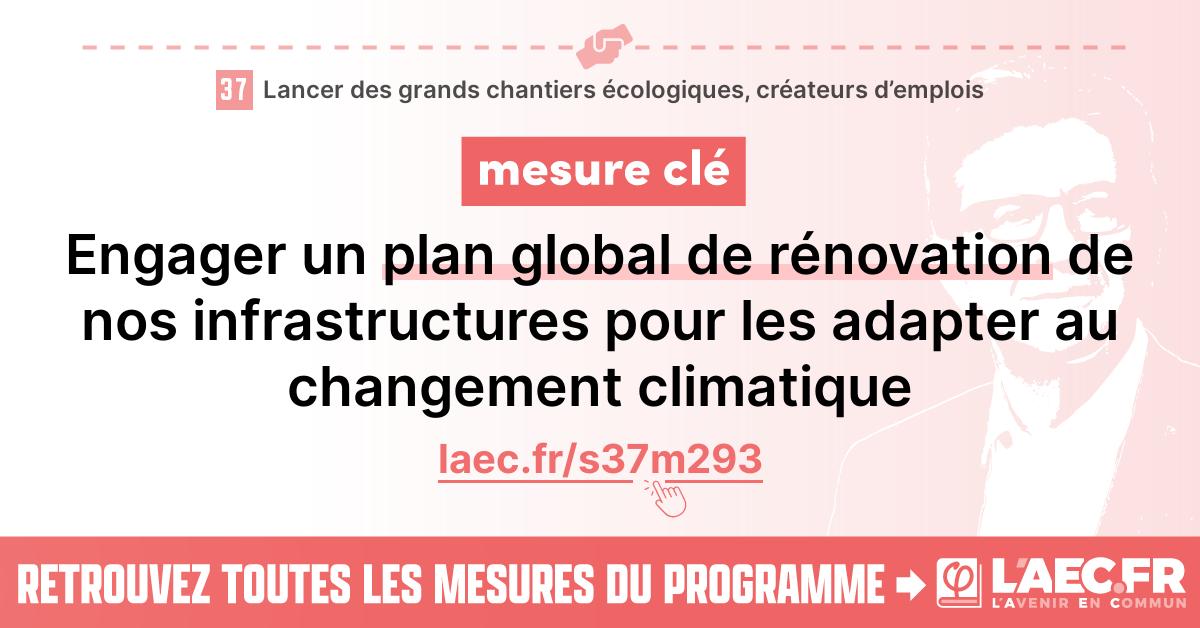 37 Lancer des grands chantiers écologiques, créateurs d'emplois
mesure clé
Engager un plan global de rénovation de
nos infrastructures pour les adapter au
changement climatique
laec.fr/s37m293
RETROUVEZ TOUTES LES MESURES DU PROGRAMME ➡ φ L'AEC.FR
L'AVENIR EN COMMUN